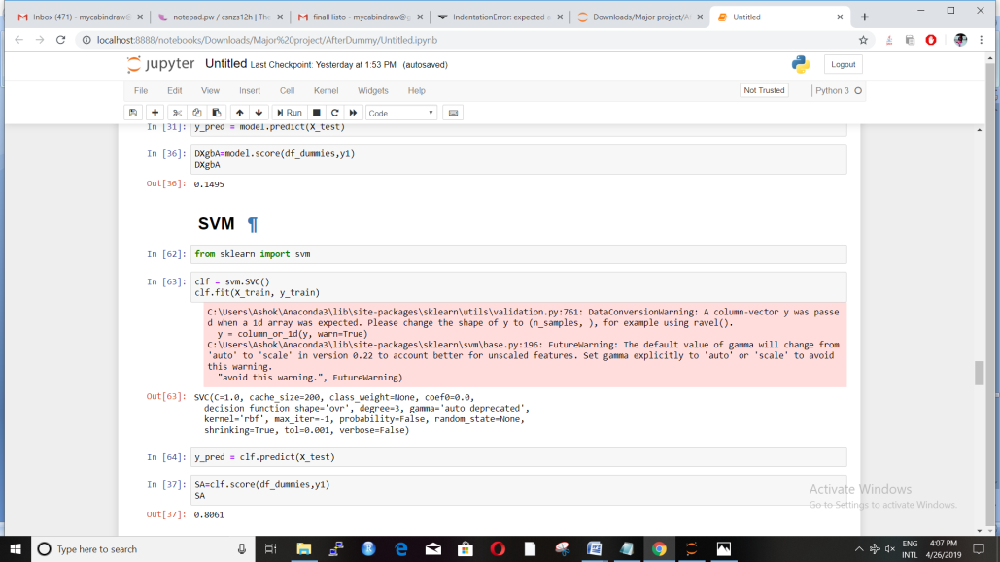 Inbox (471) - mycabindraw@
notepad.pw / csnzs12h | The
finalHisto - mycabindraw@g
IndentationError: expected a
Downloads/Major project/A
Untitled
localhost:8888/notebooks/Downloads/Major%20project/AfterDummy/Untitled.ipynb
jupyter Untitled Last Checkpoint: Yesterday at 1:53 PM (autosaved)
Logout
File Edit View Insert Cell Kernel Widgets Help
Not Trusted
Python 3
Run
Code
In [31]: y_pred = model.predict(X_test)
In [36]: DXgbA=model.score(df_dummies,y1)
DXgbA
Out[36]: 0.1495
SVM ¶
In [62]: from sklearn import svm
In [63]: clf = svm.SVC()
clf.fit(X_train, y_train)
C:\Users\Ashok\Anaconda3\lib\site-packages\sklearn\utils\validation.py:761: DataConversionWarning: A column-vector y was passe
d when a 1d array was expected. Please change the shape of y to (n_samples, ), for example using ravel().
y = column_or_1d(y, warn=True)
C:\Users\Ashok\Anaconda3\lib\site-packages\sklearn\svm\base.py:196: FutureWarning: The default value of gamma will change from
'auto' to 'scale' in version 0.22 to account better for unscaled features. Set gamma explicitly to 'auto' or 'scale' to avoid
this warning.
"avoid this warning.", FutureWarning)
Out[63]: SVC(C=1.0, cache_size=200, class_weight=None, coef0=0.0,
decision_function_shape='ovr', degree=3, gamma='auto_deprecated',
kernel='rbf', max_iter=-1, probability=False, random_state=None,
shrinking=True, tol=0.001, verbose=False)
In [64]: y_pred = clf.predict(X_test)
In [37]: SA=clf.score(df_dummies,y1)
SA
Out[37]: 0.8061
Activate Windows
Go to Settings to activate Windows.
Type here to search
ENG
INTL
4:07 PM
4/26/2019